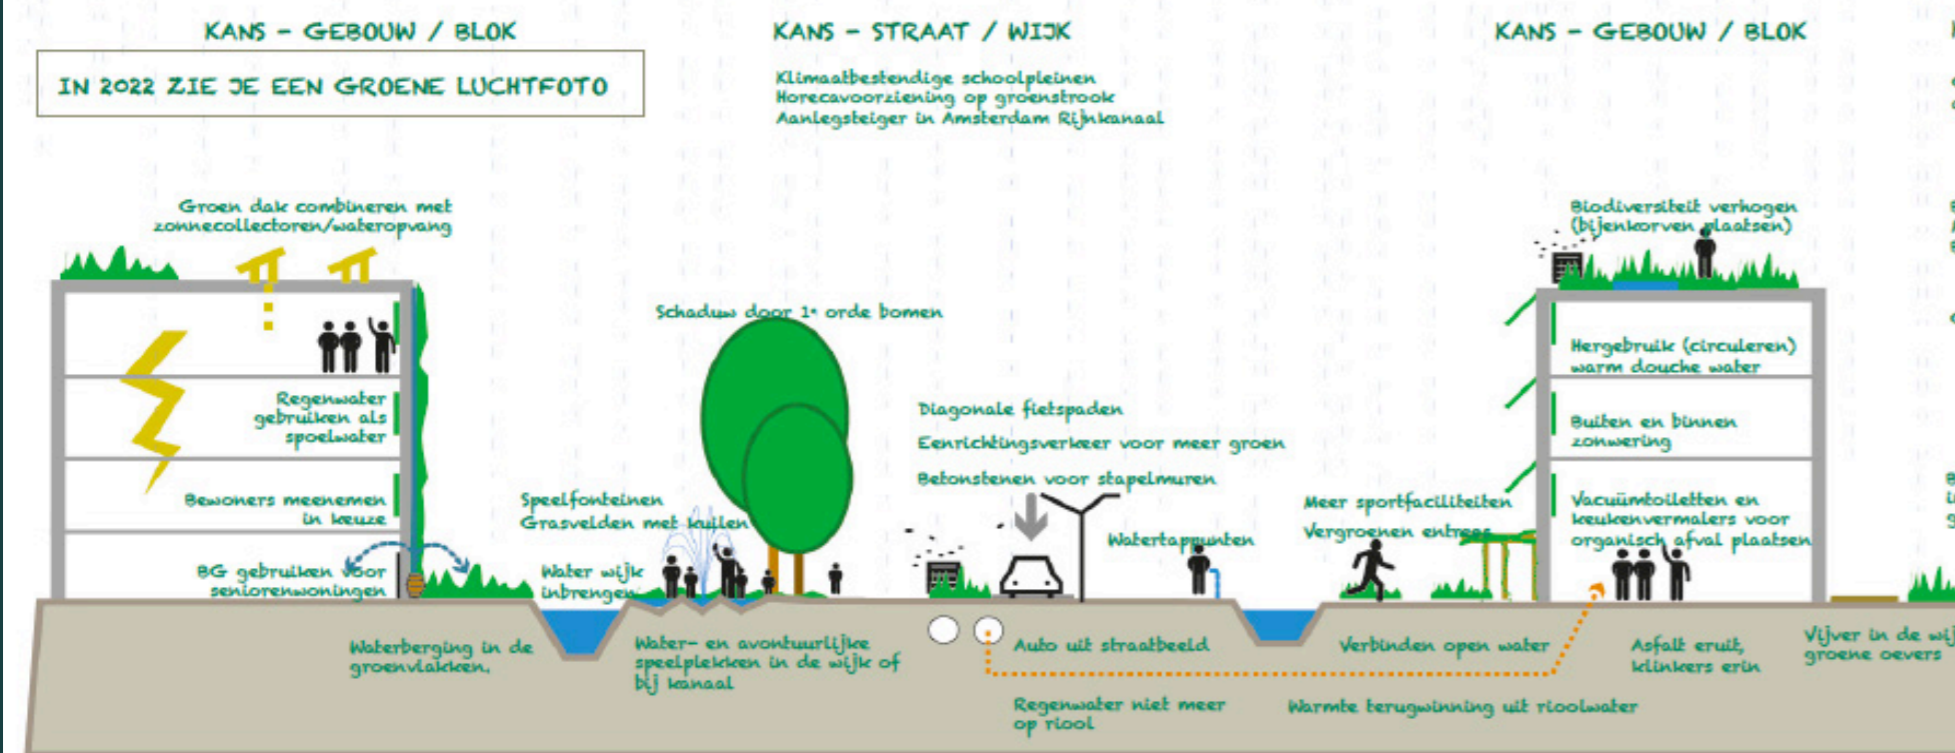 KANS - GEBOUW / BLOK
IN 2022 ZIE JE EEN GROENE LUCHTFOTO
Groen dak combineren met
zonnecollectoren/wateropvang
Regenwater
gebruiken als
spoelwater
Bewoners meenemen
in keuze
BG gebruiken voor
seniorenwoningen
Waterberging in de
groenvlakken.
KANS - STRAAT / WIJK
Klimaatbestendige schoolpleinen
Horecavoorziening op groenstrook
Aanlegsteiger in Amsterdam Rijnkanaal
Schaduw door 1e orde bomen
Speelfonteinen
Grasvelden met kuilen
Water wijk
inbrengen
Water- en avontuurlijke
speelplekken in de wijk of
bij kanaal
Diagonale fietspaden
Eenrichtingsverkeer voor meer groen
Betonstenen voor stapelmuren
Watertappunten
Auto uit straatbeeld
Regenwater niet meer
op riool
Meer sportfaciliteiten
Vergroenen entrees
Verbinden open water
Warmte terugwinning uit rioolwater
KANS - GEBOUW / BLOK
Biodiversiteit verhogen
(bijenkorven plaatsen)
Hergebruik (circuleren)
warm douche water
Buiten en binnen
zonwering
Vacuümtoiletten en
keukenvermalers voor
organisch afval plaatsen
Asfalt eruit,
klinkers erin
Vijver in de wij
groene oevers